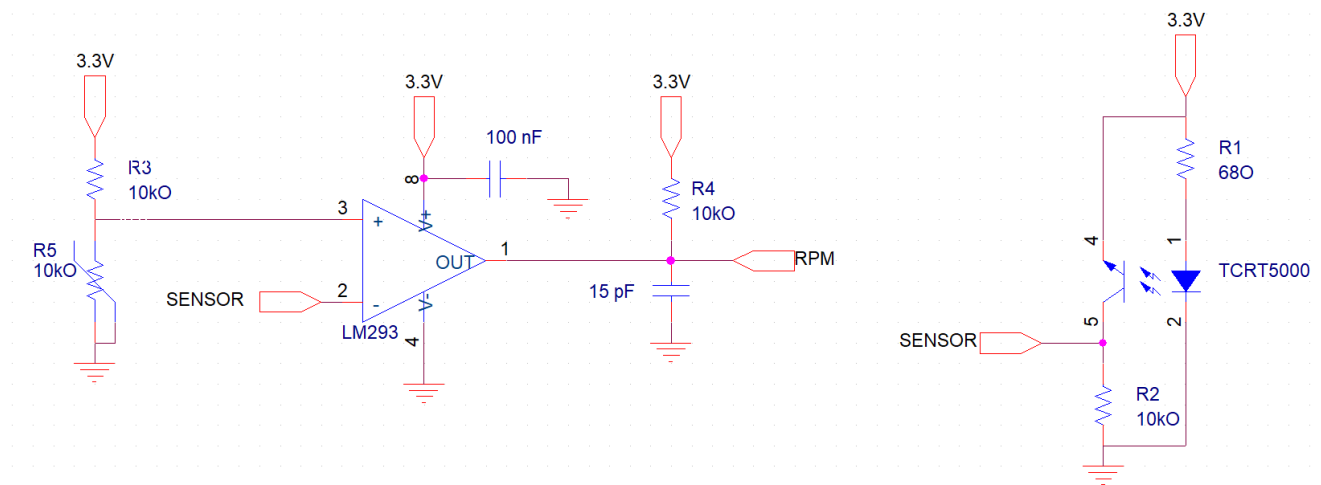 3.3V
R3
10kO
R5
10kO
SENSOR
3
2
+
-
3.3V
8
V+
100 nF
OUT
V-
LM293
4
1
3.3V
R4
10kO
RPM
15 pF
3.3V
R1
68O
4
1
TCRT5000
5
2
SENSOR
R2
10kO